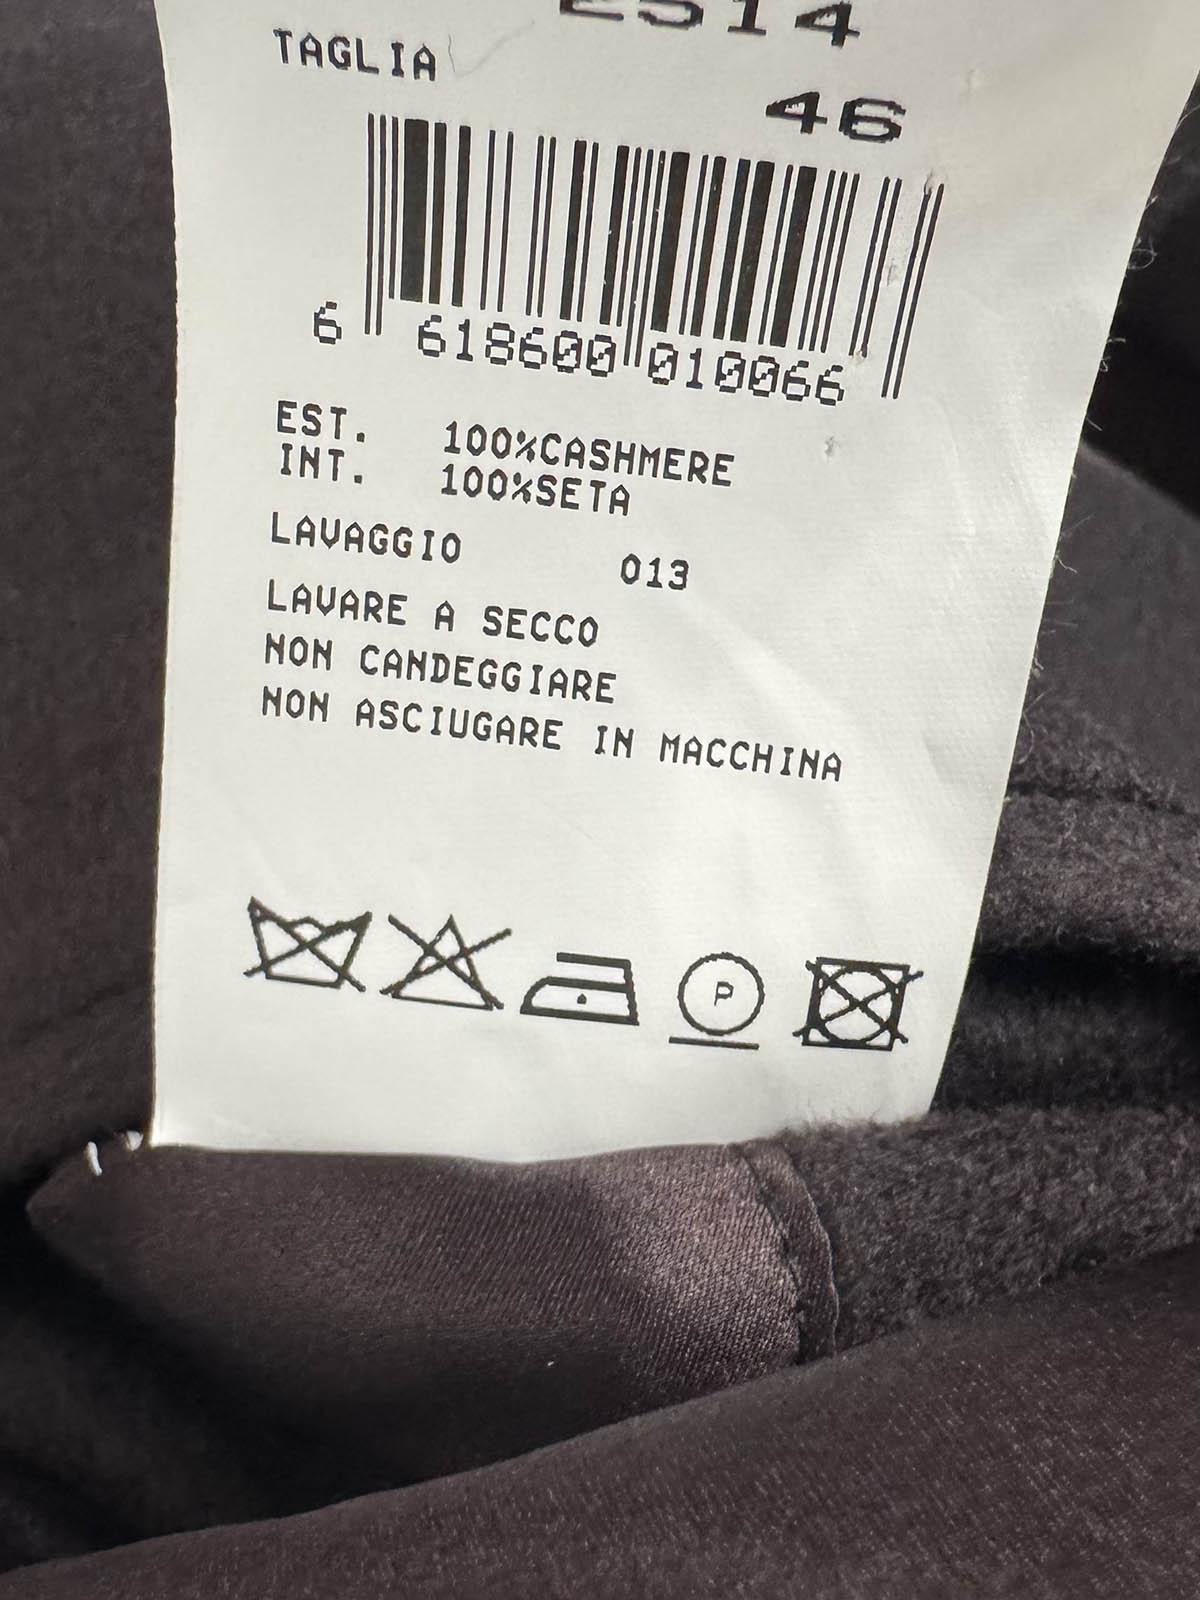 TAGLIA
46
6 618600 010066
EST. 100%CASHMERE
INT. 100%SETA
LAVAGGIO 013
LAVARE A SECCO
NON CANDEGGIARE
NON ASCIUGARE IN MACCHINA
P